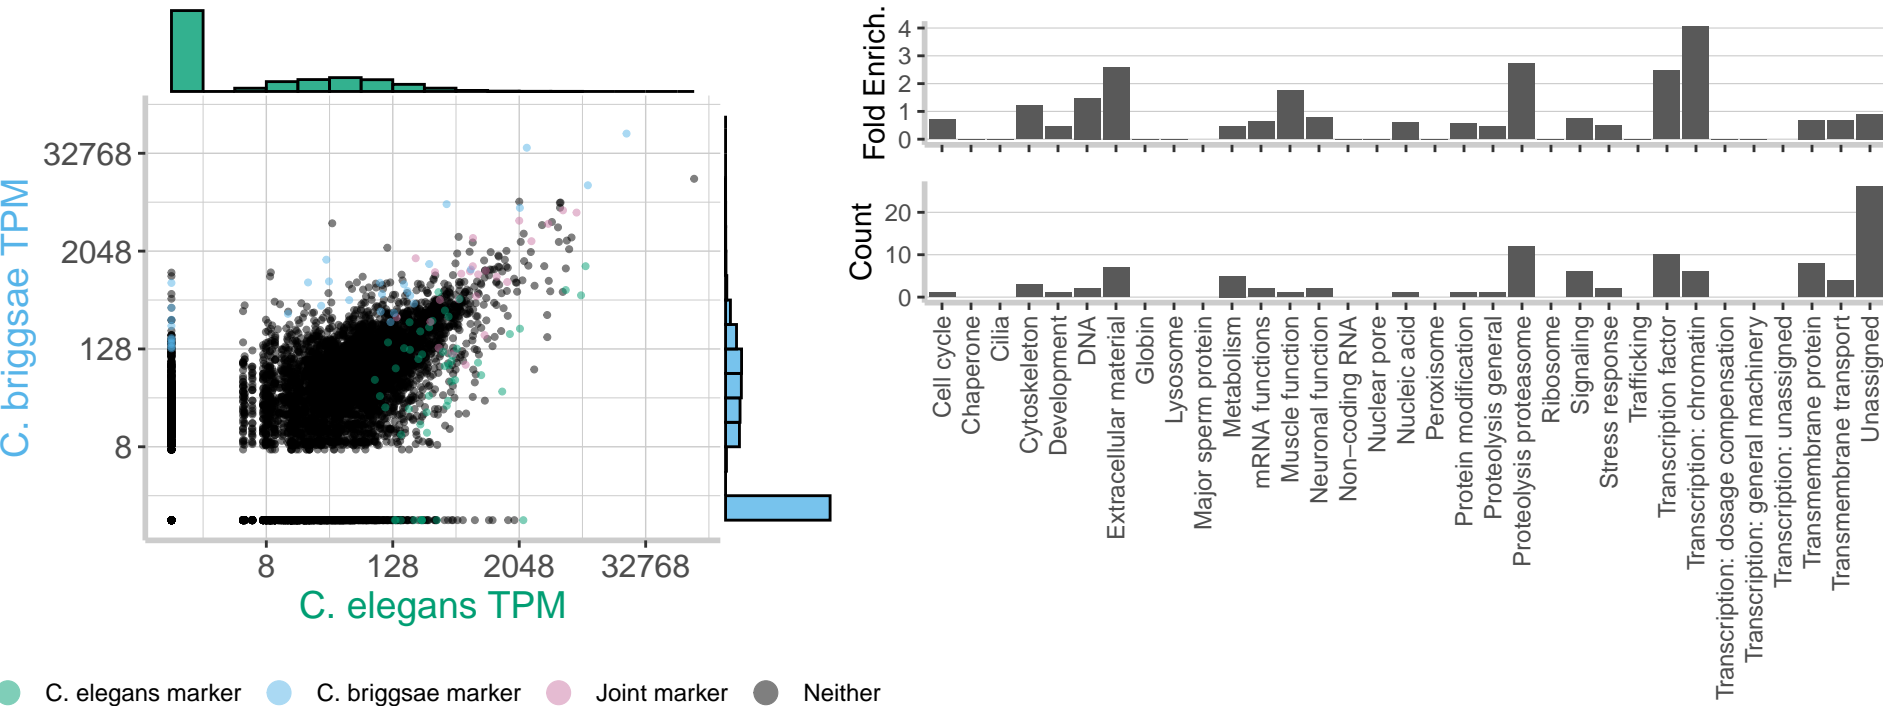 C. briggsae TPM
32768
2048
128
8
8
128
2048
32768
C. elegans TPM
C. elegans marker
C. briggsae marker
Joint marker
Neither
Fold Enrich.
4
3
2
1
0
Count
20
10
0
Cell cycle
Chaperone
Cilia
Cytoskeleton
Development
DNA
Extracellular material
Globin
Lysosome
Major sperm protein
Metabolism
mRNA functions
Muscle function
Neuronal function
Non−coding RNA
Nuclear pore
Nucleic acid
Peroxisome
Protein modification
Proteolysis general
Proteolysis proteasome
Ribosome
Signaling
Stress response
Trafficking
Transcription factor
Transcription: chromatin
Transcription: dosage compensation
Transcription: general machinery
Transcription: unassigned
Transmembrane protein
Transmembrane transport
Unassigned